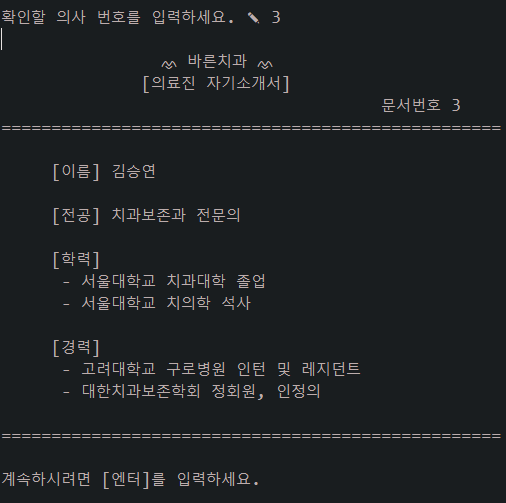 확인할 의사 번호를 입력하세요. ✏ 3
바른치과
[의료진 자기소개서]
문서번호 3
==================================================
[이름] 김승연
[전공] 치과보존과 전문의
[학력]
- 서울대학교 치과대학 졸업
- 서울대학교 치의학 석사
[경력]
- 고려대학교 구로병원 인턴 및 레지던트
- 대한치과보존학회 정회원, 인정의
==================================================
계속하시려면 [엔터]를 입력하세요.